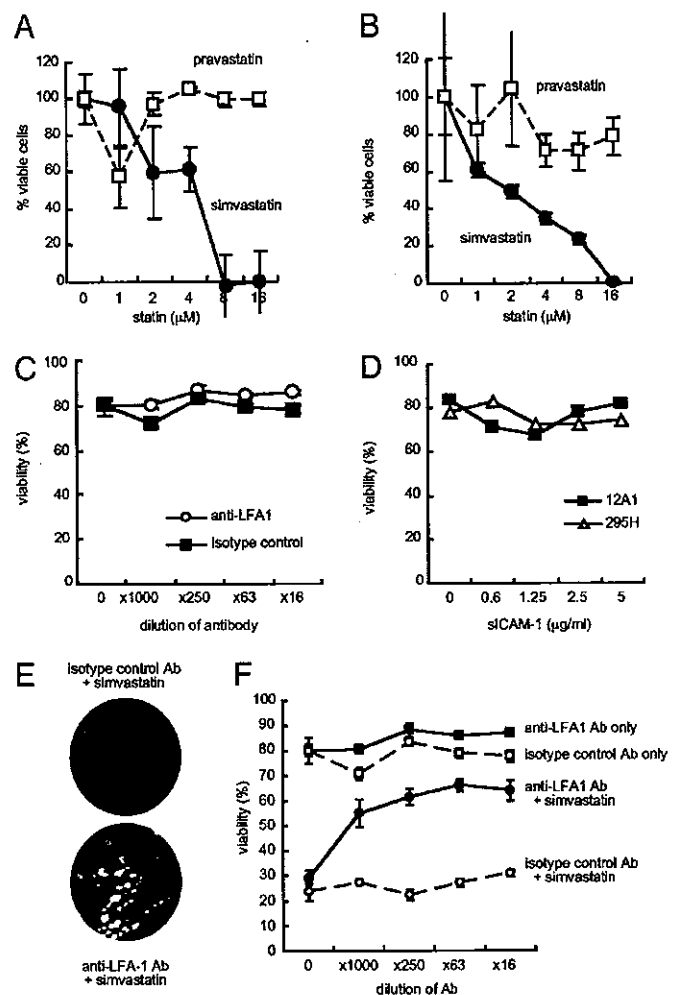 A
120
100
80
60
40
20
0
% viable cells
pravastatin
simvastatin
0 1 2 4 8 16
statin (μM)
B
120
100
80
60
40
20
0
% viable cells
pravastatin
simvastatin
0 1 2 4 8 16
statin (μM)
C
100
80
60
40
20
0
viability (%)
anti-LFA1
isotype control
0 x1000 x250 x63 x16
dilution of antibody
D
100
80
60
40
20
0
viability (%)
12A1
295H
0 0.6 1.25 2.5 5
sICAM-1 (μg/ml)
E
isotype control Ab
+ simvastatin
anti-LFA-1 Ab
+ simvastatin
F
100
90
80
70
60
50
40
30
20
10
0
viability (%)
anti-LFA1 Ab only
isotype control Ab only
anti-LFA1 Ab
+ simvastatin
isotype control Ab
+ simvastatin
0 x1000 x250 x63 x16
dilution of Ab